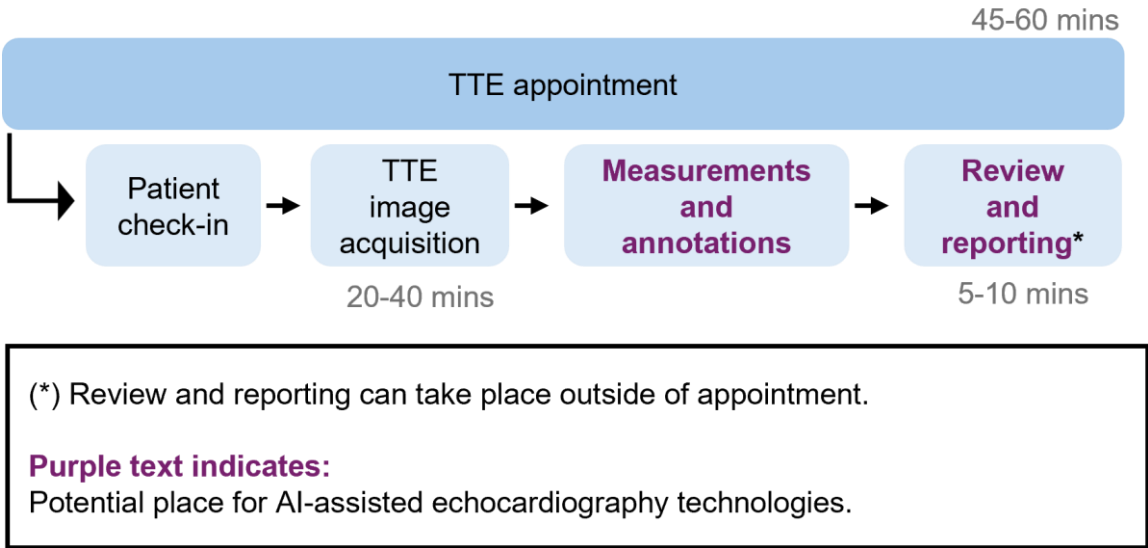 45-60 mins
TTE appointment
Patient
check-in
TTE
image
acquisition
20-40 mins
Measurements
and
annotations
Review
and
reporting*
5-10 mins
(*) Review and reporting can take place outside of appointment.
Purple text indicates:
Potential place for AI-assisted echocardiography technologies.